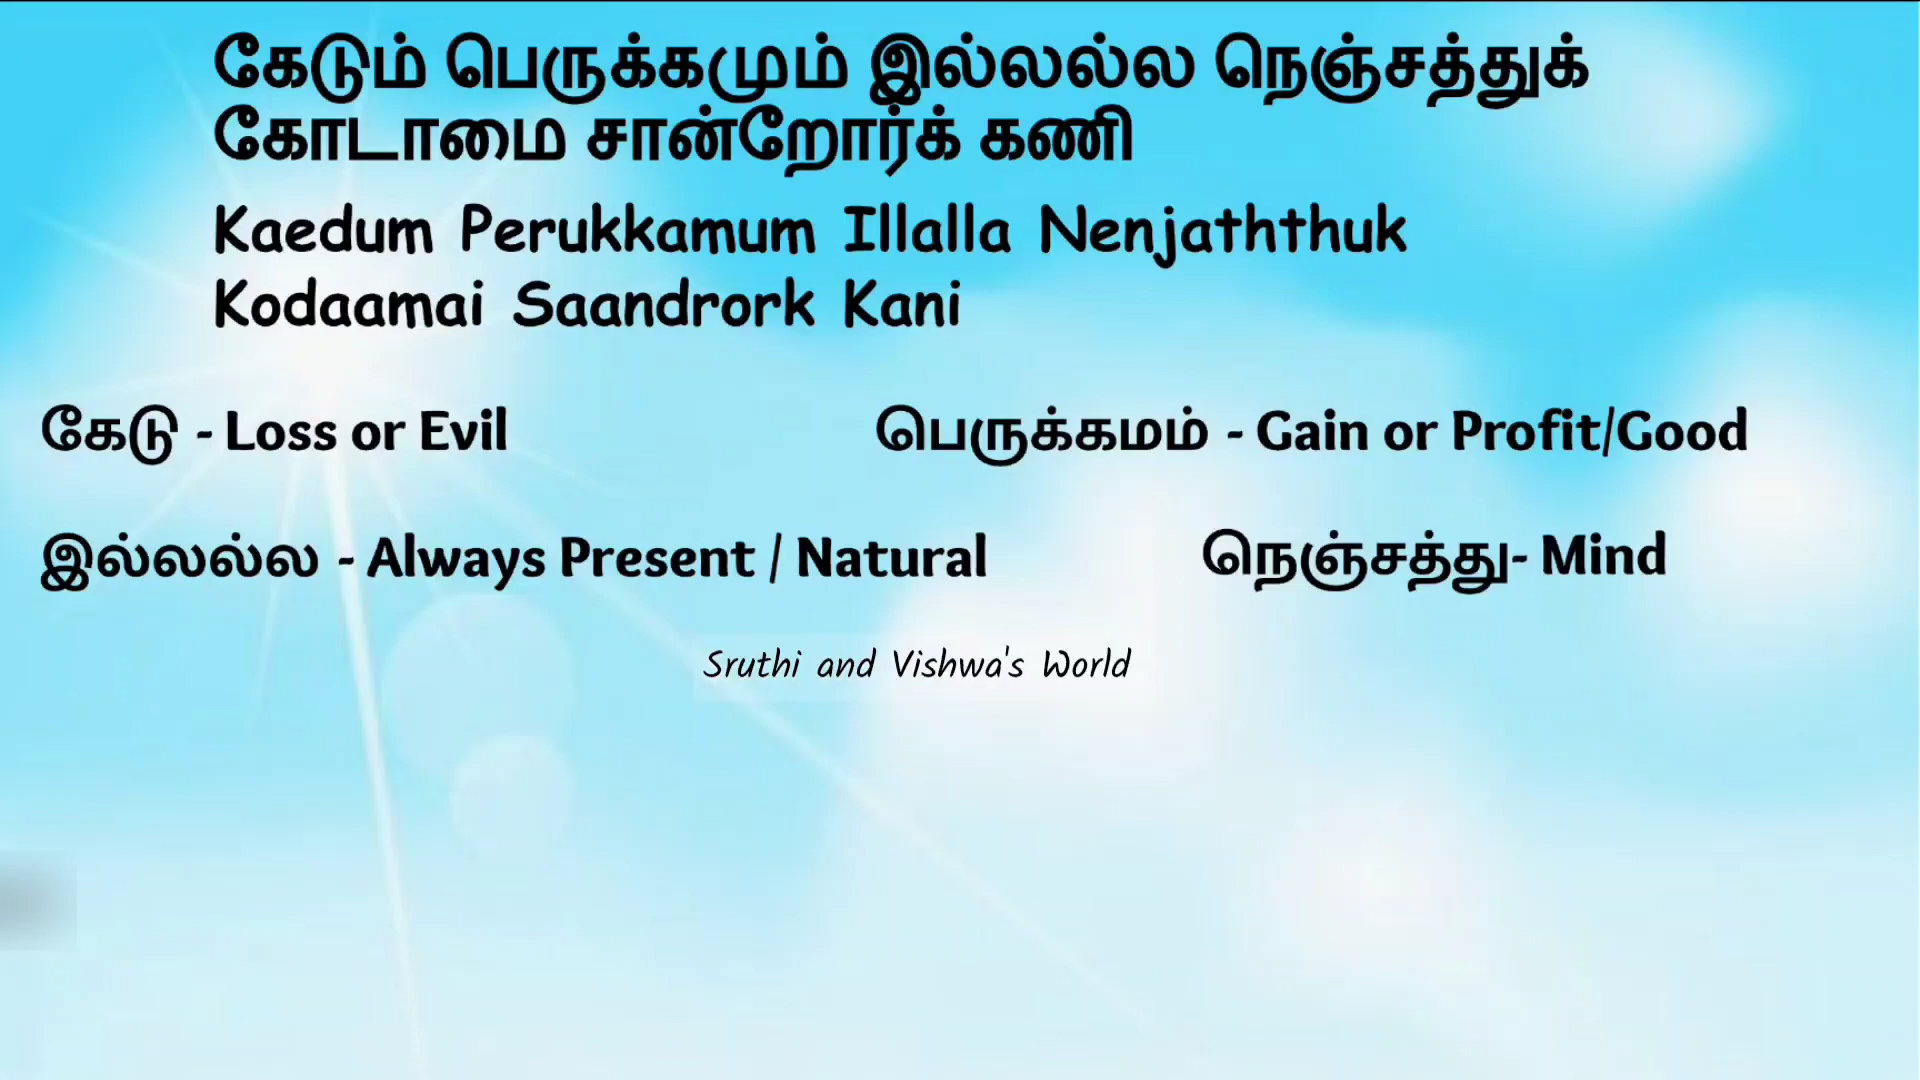 கேடும் பெருக்கமும் இல்லல்ல நெஞ்சத்துக்
கோடாமை சான்றோர்க் கணி
Kaedum Perukkamum Illalla Nenjaththuk
Kodaamai Saandrork Kani
கேடு - Loss or Evil
பெருக்கமம் - Gain or Profit/Good
இல்லல்ல - Always Present / Natural
நெஞ்சத்து- Mind
Sruthi and Vishwa's World